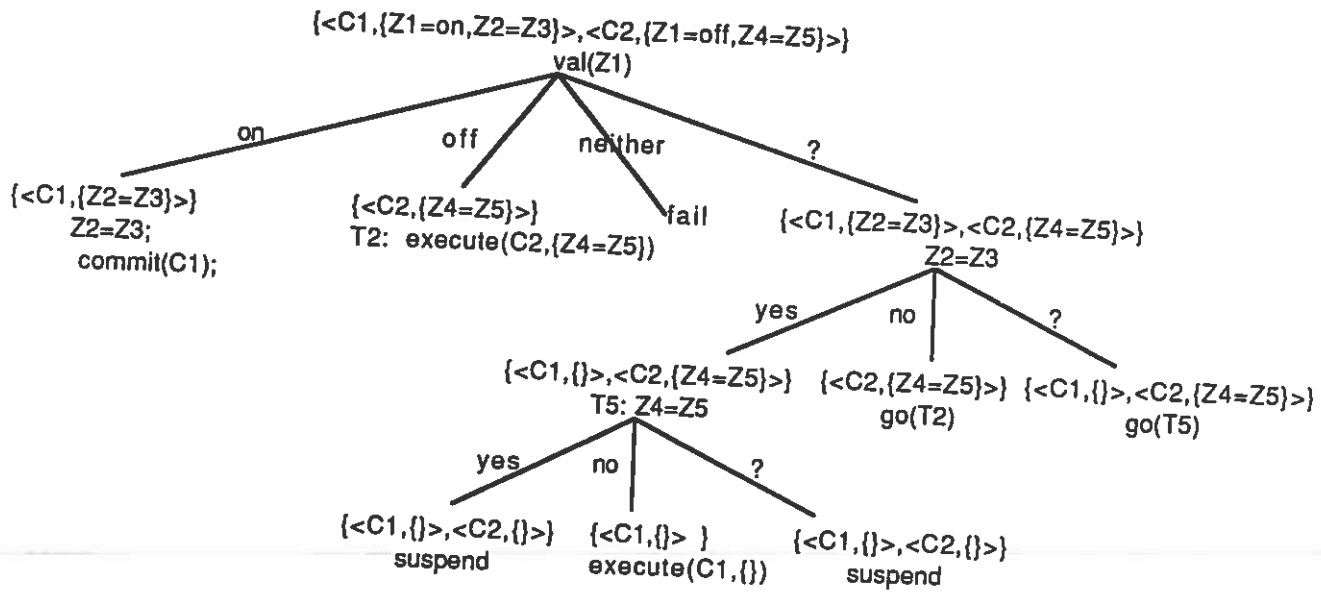 {<C1,{Z1=on,Z2=Z3}>,<C2,{Z1=off,Z4=Z5}>}
val(Z1)
on
off
neither
?
{<C1,{Z2=Z3}>}
Z2=Z3;
commit(C1);
{<C2,{Z4=Z5}>}
T2: execute(C2,{Z4=Z5})
fail
{<C1,{Z2=Z3}>,<C2,{Z4=Z5}>}
Z2=Z3
yes
no
?
{<C1,{}>,<C2,{Z4=Z5}>}
T5: Z4=Z5
{<C2,{Z4=Z5}>}
go(T2)
{<C1,{}>,<C2,{Z4=Z5}>}
go(T5)
yes
no
?
{<C1,{}>,<C2,{}>}
suspend
{<C1,{}> }
execute(C1,{})
{<C1,{}>,<C2,{}>}
suspend